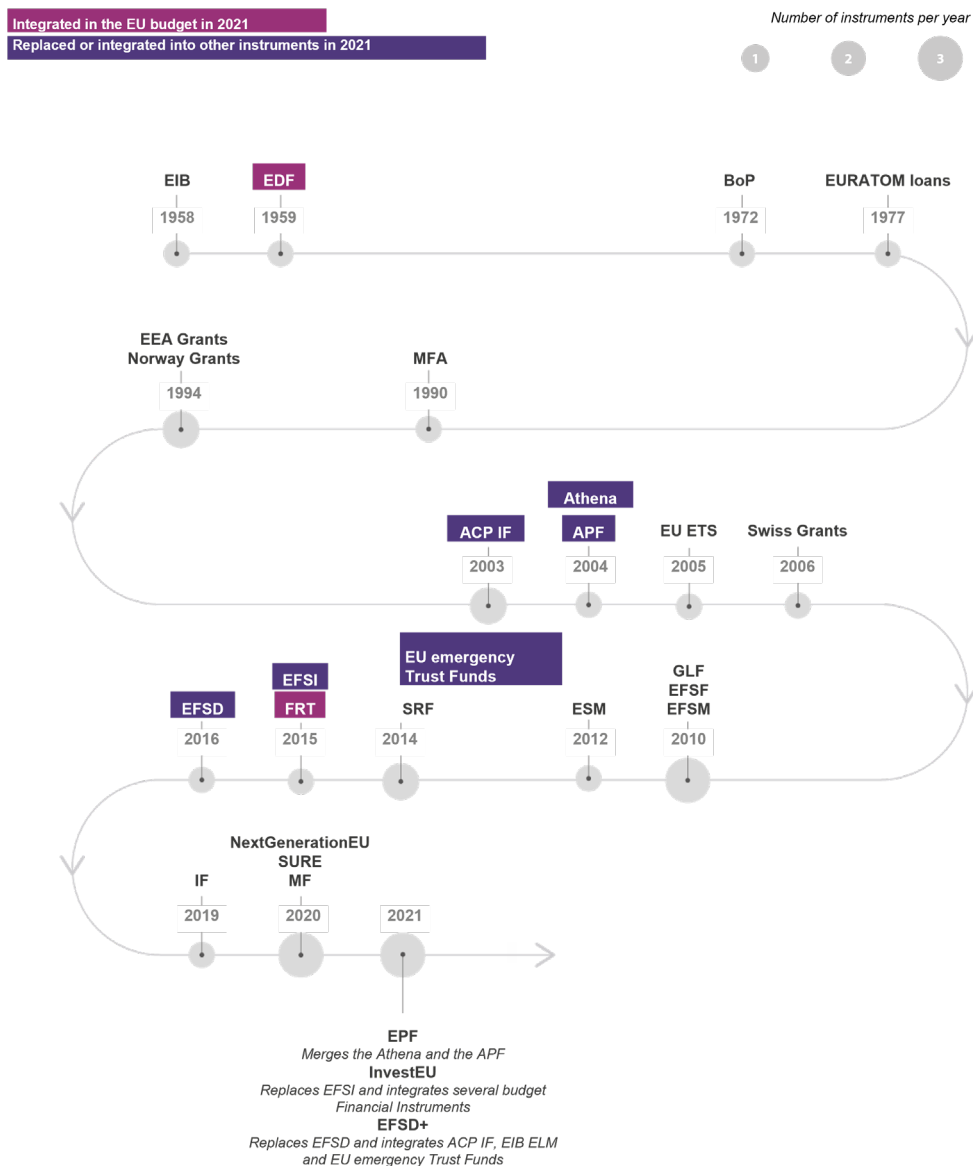 Integrated in the EU budget in 2021
Replaced or integrated into other instruments in 2021
Number of instruments per year
1
2
3
EIB
EDF
BoP
EURATOM loans
1958
1959
1972
1977
EEA Grants
Norway Grants
MFA
1994
1990
Athena
ACP IF
APF
EU ETS
Swiss Grants
2003
2004
2005
2006
EU emergency
Trust Funds
GLF
EFSI
EFSF
EFSD
FRT
SRF
ESM
EFSM
2016
2015
2014
2012
2010
NextGenerationEU
SURE
IF
MF
2019
2020
2021
EPF
Merges the Athena and the APF
InvestEU
Replaces EFSI and integrates several budget
Financial Instruments
EFSD+
Replaces EFSD and integrates ACP IF, EIB ELM
and EU emergency Trust Funds